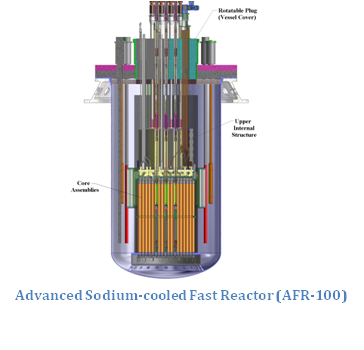 Rotatable Plug
(Vessel Cover)
Upper
Internal
Structure
Core
Assemblies
Advanced Sodium-cooled Fast Reactor (AFR-100)